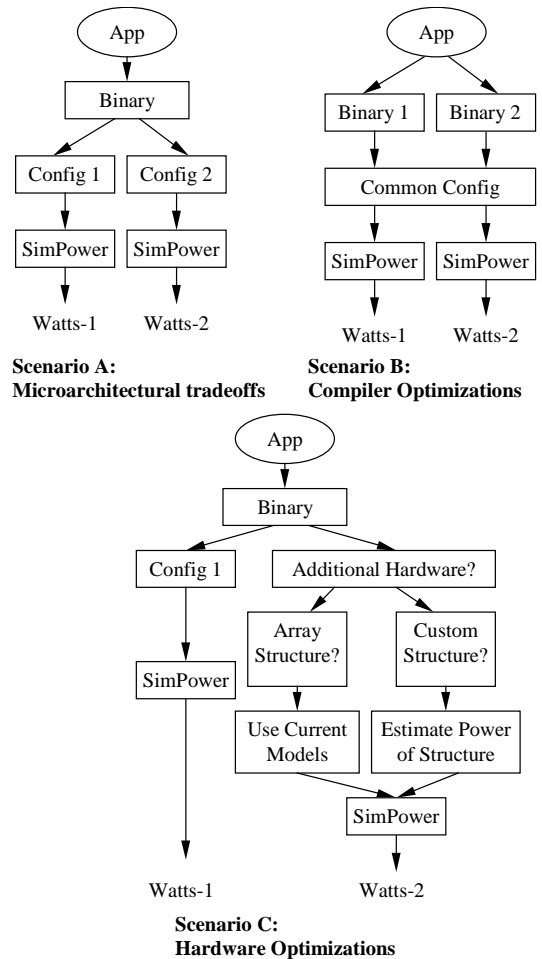 App
Binary
Config 1
Config 2
SimPower
SimPower
Watts-1
Watts-2
Scenario A:
Microarchitectural tradeoffs
App
Binary 1
Binary 2
Common Config
SimPower
SimPower
Watts-1
Watts-2
Scenario B:
Compiler Optimizations
App
Binary
Config 1
Additional Hardware?
Array
Structure?
Custom
Structure?
SimPower
Use Current
Models
Estimate Power
of Structure
SimPower
Watts-1
Watts-2
Scenario C:
Hardware Optimizations